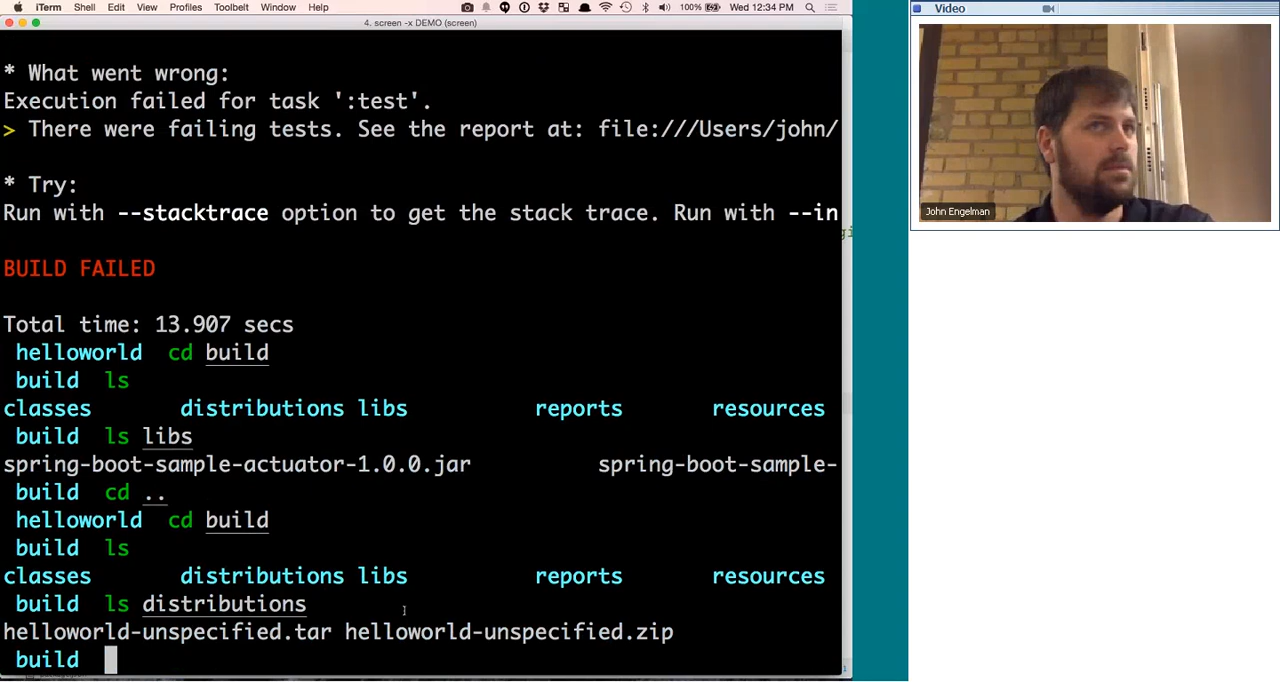 iTerm Shell Edit View Profiles Toolbelt Window Help 100% Wed 12:34 PM
4. screen -x DEMO (screen)
Video
* What went wrong:
Execution failed for task ':test'.
> There were failing tests. See the report at: file:///Users/john/
* Try:
Run with --stacktrace option to get the stack trace. Run with --in
BUILD FAILED
Total time: 13.907 secs
helloworld cd build
build ls
classes distributions libs reports resources
build ls libs
spring-boot-sample-actuator-1.0.0.jar spring-boot-sample-
build cd ..
helloworld cd build
build ls
classes distributions libs reports resources
build ls distributions
helloworld-unspecified.tar helloworld-unspecified.zip
build
John Engelman